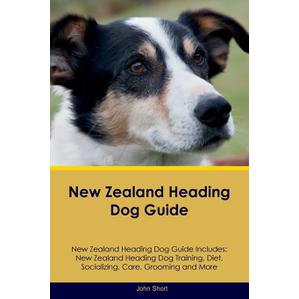 New Zealand Heading
Dog Guide
New Zealand Heading Dog Guide Includes:
New Zealand Heading Dog Training, Diet,
Socializing, Care, Grooming and More
John Short